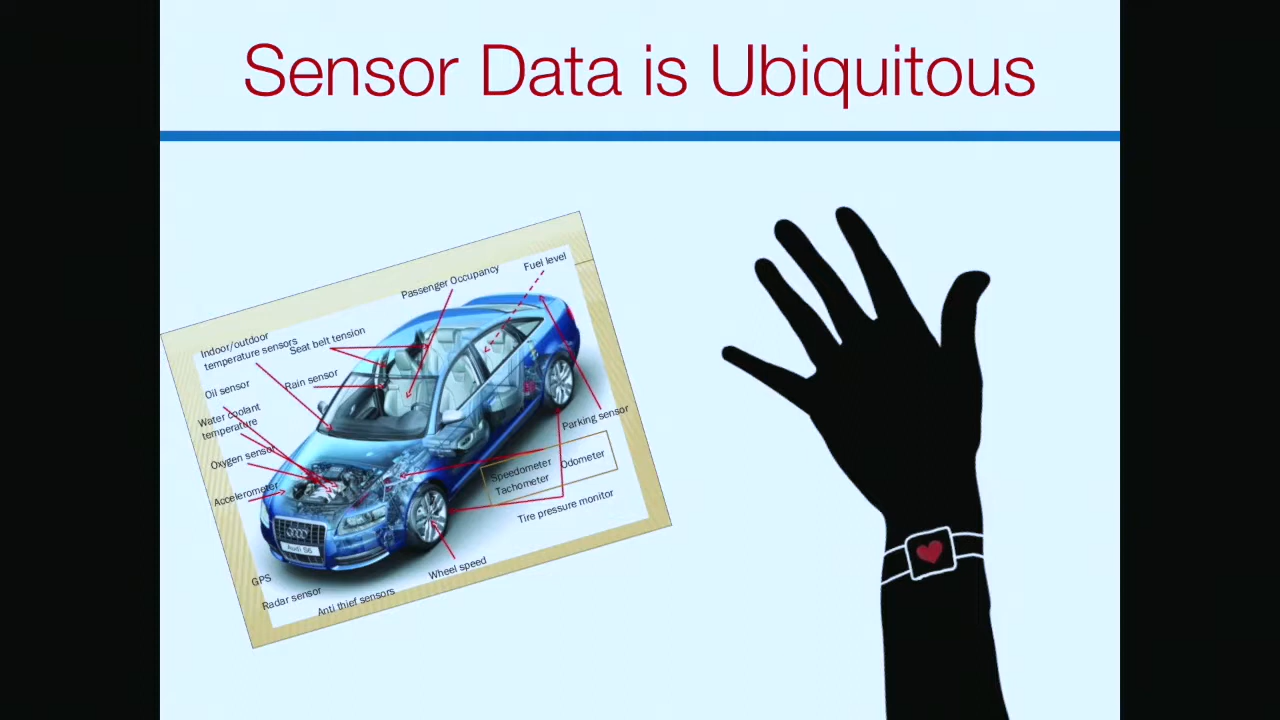 Sensor Data is Ubiquitous
Fuel level
Passenger Occupancy
Indoor/outdoor
temperature sensors
Seat belt tension
Rain sensor
Oil sensor
Water coolant
temperature
Oxygen sensor
Accelerometer
Parking sensor
Speedometer
Odometer
Tachometer
Tire pressure monitor
Wheel speed
Audi S6
GPS
Radar sensor
Anti thief sensors